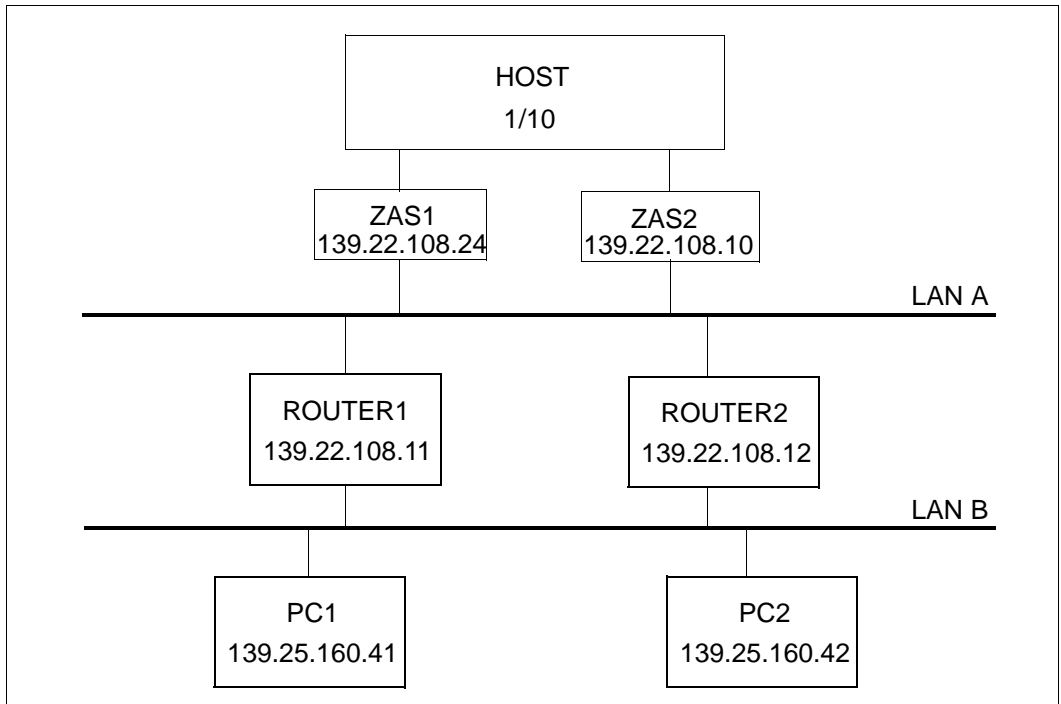 HOST
1/10
ZAS1
139.22.108.24
ZAS2
139.22.108.10
LAN A
ROUTER1
139.22.108.11
ROUTER2
139.22.108.12
LAN B
PC1
139.25.160.41
PC2
139.25.160.42